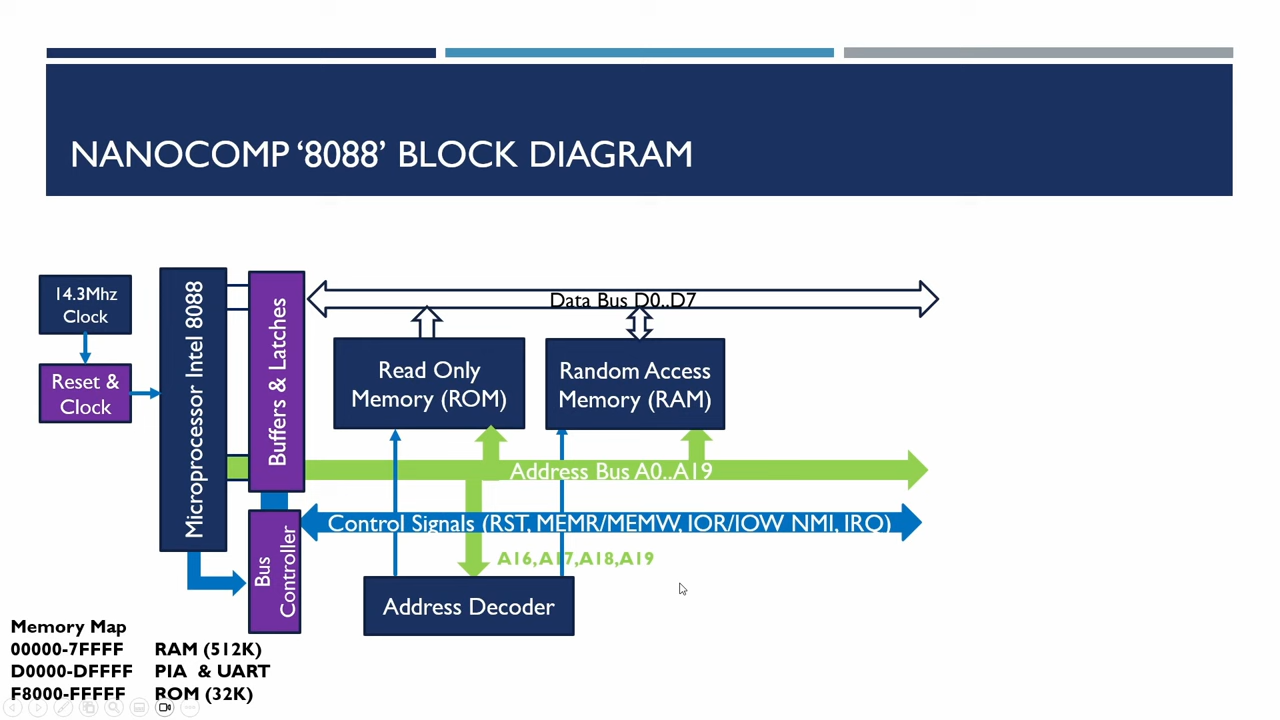 NANOCOMP ‘8088’ BLOCK DIAGRAM
14.3Mhz
Clock
Reset &
Clock
Microprocessor Intel 8088
Buffers & Latches
Bus
Controller
Data Bus D0..D7
Read Only
Memory (ROM)
Random Access
Memory (RAM)
Address Bus A0..A19
Control Signals (RST, MEMR/MEMW, IOR/IOW NMI, IRQ)
A16,A17,A18,A19
Address Decoder
Memory Map
00000-7FFFF RAM (512K)
D0000-DFFFF PIA & UART
F8000-FFFFF ROM (32K)